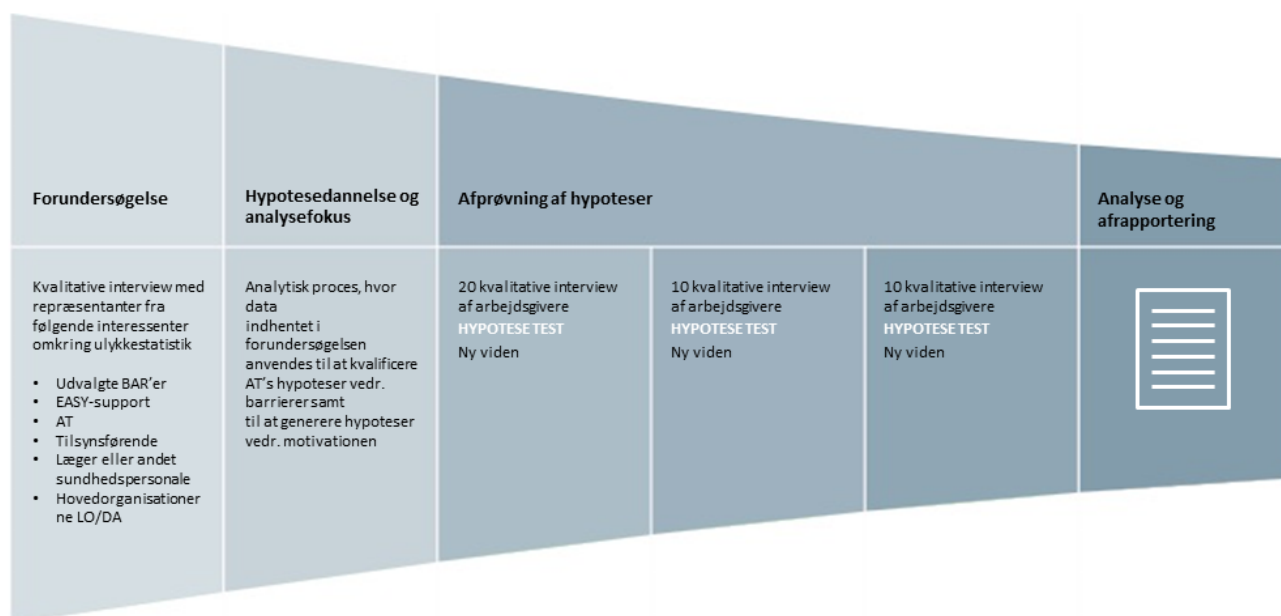 Forundersøgelse
Kvalitative interview med
repræsentanter fra
følgende interessenter
omkring ulykkestatistik
• Udvalgte BAR’er
• EASY-support
• AT
• Tilsynsførende
• Læger eller andet
sundhedspersonale
• Hovedorganisationer
ne LO/DA
Hypotesedannelse og
analysefokus
Analytisk proces, hvor
data
indhentet i
forundersøgelsen
anvendes til at kvalificere
AT’s hypoteser vedr.
barrierer samt
til at generere hypoteser
vedr. motivationen
Afprøvning af hypoteser
20 kvalitative interview
af arbejdsgivere
HYPOTESE TEST
Ny viden
10 kvalitative interview
af arbejdsgivere
HYPOTESE TEST
Ny viden
10 kvalitative interview
af arbejdsgivere
HYPOTESE TEST
Ny viden
Analyse og
afrapportering